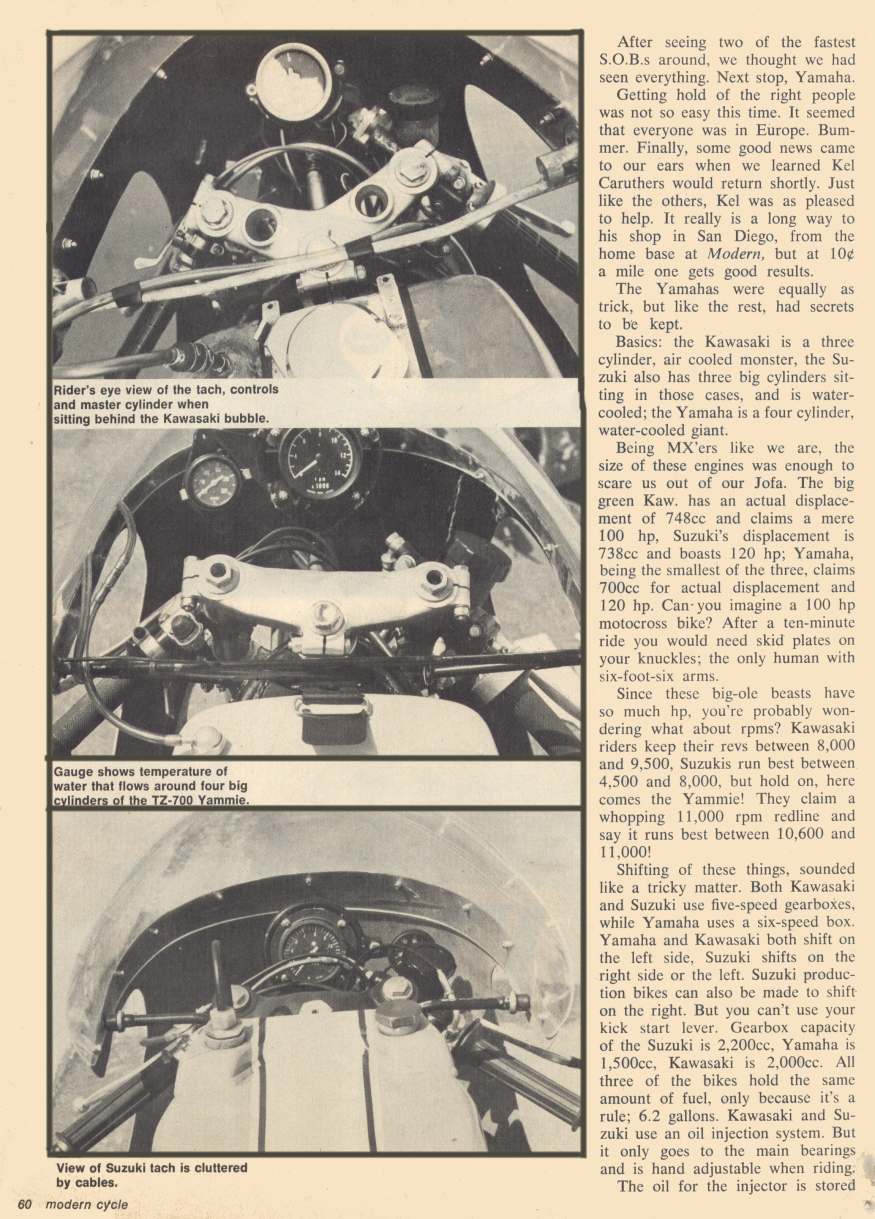 Rider's eye view of the tach, controls
and master cylinder when
sitting behind the Kawasaki bubble.
Gauge shows temperature of
water that flows around four big
cylinders of the TZ-700 Yammie.
View of Suzuki tach is cluttered
by cables.
60 modern cycle
After seeing two of the fastest
S.O.B.s around, we thought we had
seen everything. Next stop, Yamaha.
Getting hold of the right people
was not so easy this time. It seemed
that everyone was in Europe. Bum-
mer. Finally, some good news came
to our ears when we learned Kel
Caruthers would return shortly. Just
like the others, Kel was as pleased
to help. It really is a long way to
his shop in San Diego, from the
home base at Modern, but at 10¢
a mile one gets good results.
The Yamahas were equally as
trick, but like the rest, had secrets
to be kept.
Basics: the Kawasaki is a three
cylinder, air cooled monster, the Su-
zuki also has three big cylinders sit-
ting in those cases, and is water-
cooled; the Yamaha is a four cylinder,
water-cooled giant.
Being MX'ers like we are, the
size of these engines was enough to
scare us out of our Jofa. The big
green Kaw. has an actual displace-
ment of 748cc and claims a mere
100 hp, Suzuki's displacement is
738cc and boasts 120 hp; Yamaha,
being the smallest of the three, claims
700cc for actual displacement and
120 hp. Can you imagine a 100 hp
motocross bike? After a ten-minute
ride you would need skid plates on
your knuckles; the only human with
six-foot-six arms.
Since these big-ole beasts have
so much hp, you're probably won-
dering what about rpms? Kawasaki
riders keep their revs between 8,000
and 9,500, Suzukis run best between
4,500 and 8,000, but hold on, here
comes the Yammie! They claim a
whopping 11,000 rpm redline and
say it runs best between 10,600 and
11,000!
Shifting of these things, sounded
like a tricky matter. Both Kawasaki
and Suzuki use five-speed gearboxes,
while Yamaha uses a six-speed box.
Yamaha and Kawasaki both shift on
the left side, Suzuki shifts on the
right side or the left. Suzuki produc-
tion bikes can also be made to shift
on the right. But you can't use your
kick start lever. Gearbox capacity
of the Suzuki is 2,200cc, Yamaha is
1,500cc, Kawasaki is 2,000cc. All
three of the bikes hold the same
amount of fuel, only because it's a
rule; 6.2 gallons. Kawasaki and Su-
zuki use an oil injection system. But
it only goes to the main bearings
and is hand adjustable when riding.
The oil for the injector is stored